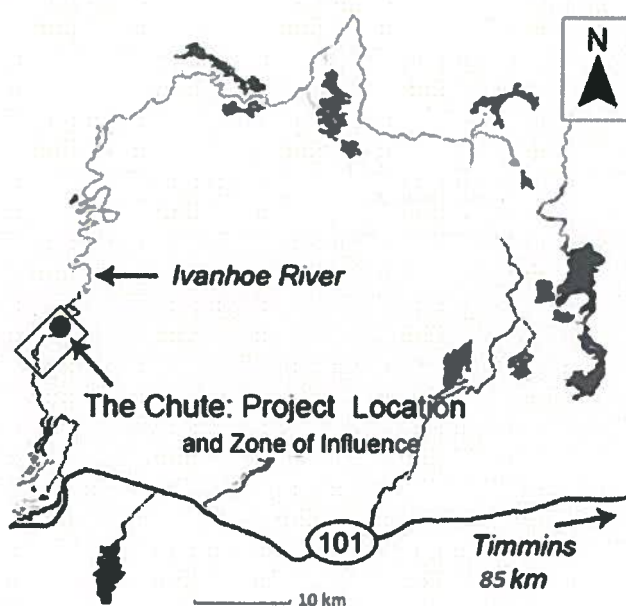 N
Ivanhoe River
The Chute: Project Location
and Zone of Influence
101
Timmins
85 km
10 km